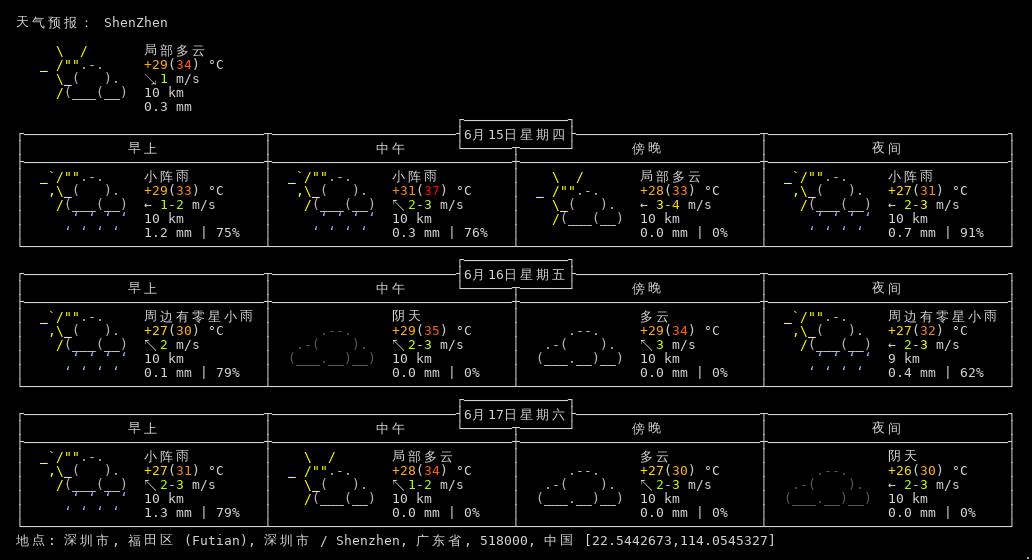 天气预报： ShenZhen
局部多云
+29(34) °C
↘ 1 m/s
10 km
0.3 mm
6月15日星期四
早上 中午 傍晚 夜间
小阵雨 小阵雨 局部多云 小阵雨
+29(33) °C +31(37) °C +28(33) °C +27(31) °C
← 1-2 m/s ↖ 2-3 m/s ← 3-4 m/s ← 2-3 m/s
10 km 10 km 10 km 10 km
1.2 mm | 75% 0.3 mm | 76% 0.0 mm | 0% 0.7 mm | 91%
6月16日星期五
早上 中午 傍晚 夜间
周边有零星小雨 阴天 多云 周边有零星小雨
+27(30) °C +29(35) °C +29(34) °C +27(32) °C
↖ 2 m/s ↖ 2-3 m/s ↖ 3 m/s ← 2-3 m/s
10 km 10 km 10 km 9 km
0.1 mm | 79% 0.0 mm | 0% 0.0 mm | 0% 0.4 mm | 62%
6月17日星期六
早上 中午 傍晚 夜间
小阵雨 局部多云 多云 阴天
+27(31) °C +28(34) °C +27(30) °C +26(30) °C
↖ 2-3 m/s ↖ 1-2 m/s ↖ 2-3 m/s ← 2-3 m/s
10 km 10 km 10 km 10 km
1.3 mm | 79% 0.0 mm | 0% 0.0 mm | 0% 0.0 mm | 0%
地点: 深圳市, 福田区 (Futian), 深圳市 / Shenzhen, 广东省, 518000, 中国 [22.5442673,114.0545327]